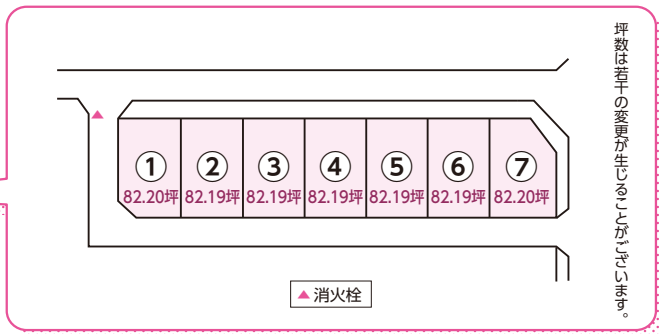 坪数は若干の変更が生じることがございます。
① ② ③ ④ ⑤ ⑥ ⑦
82.20坪 82.19坪 82.19坪 82.19坪 82.19坪 82.19坪 82.20坪
▲消火栓